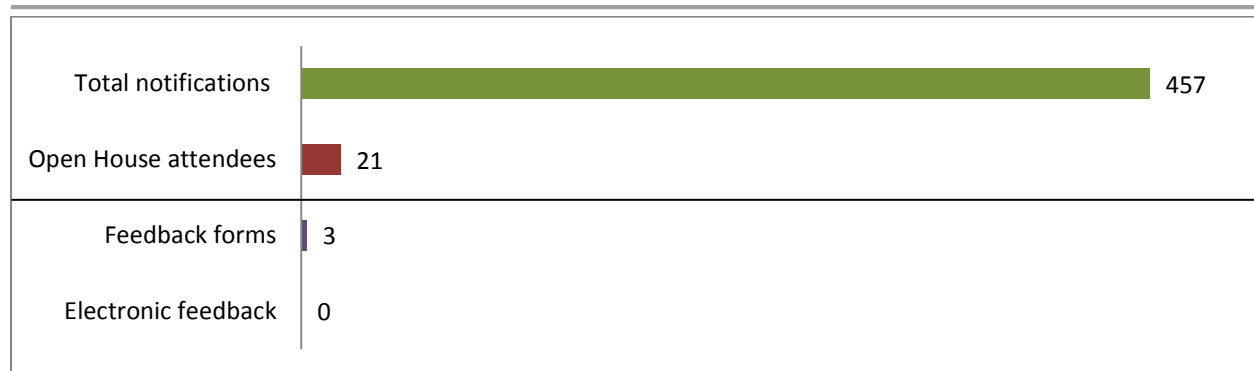 Total notifications 457
Open House attendees 21
Feedback forms 3
Electronic feedback 0